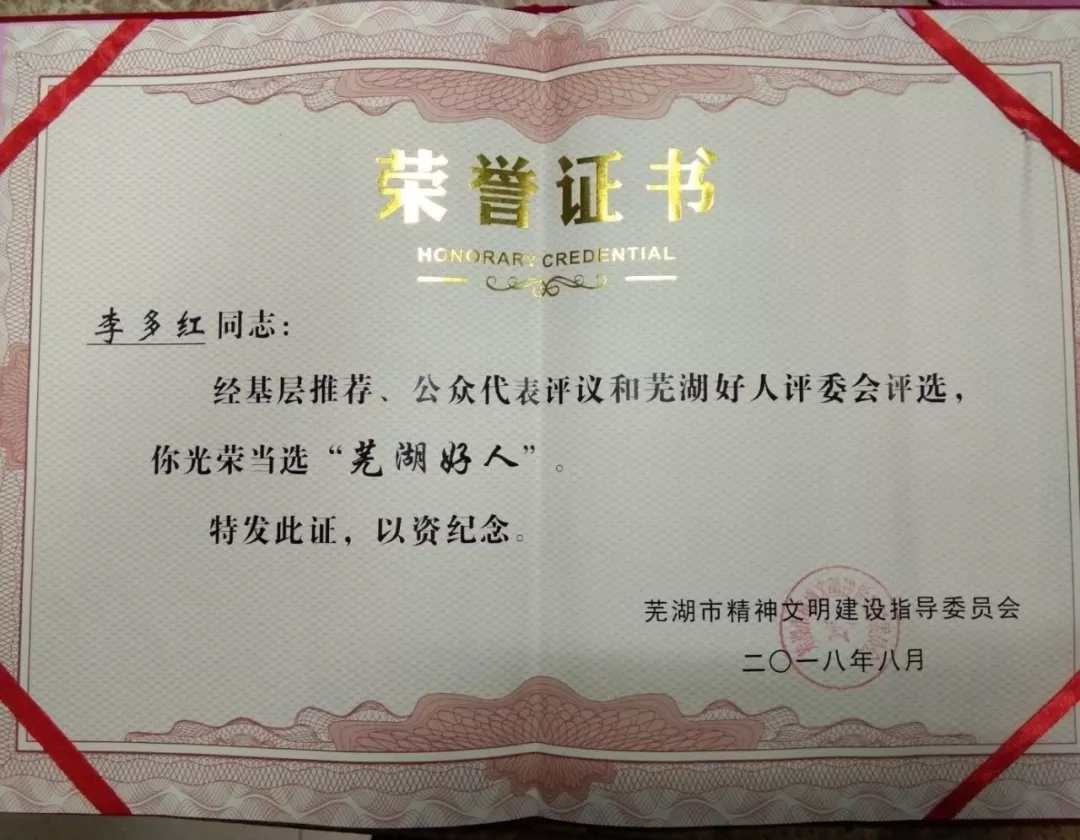 荣誉证书
HONORARY CREDENTIAL
李多红同志：
经基层推荐、公众代表评议和芜湖好人评委会评选，
你光荣当选“芜湖好人”。
特发此证，以资纪念。
芜湖市精神文明建设指导委员会
二〇一八年八月